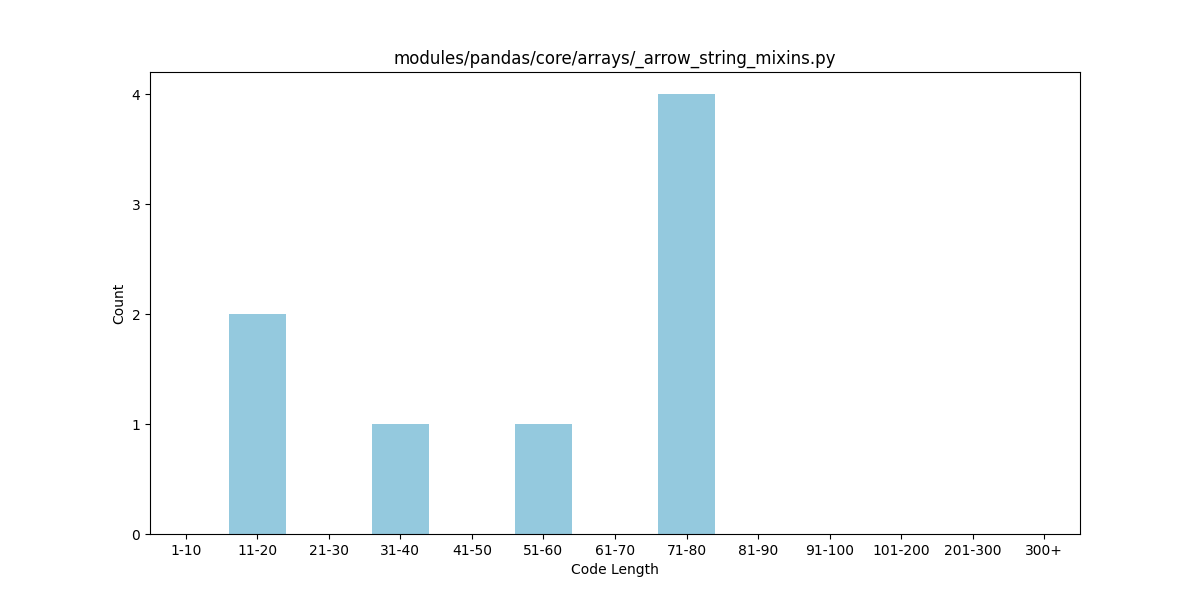 modules/pandas/core/arrays/_arrow_string_mixins.py
4
3
2
1
0
Count
1-10 11-20 21-30 31-40 41-50 51-60 61-70 71-80 81-90 91-100 101-200 201-300 300+
Code Length